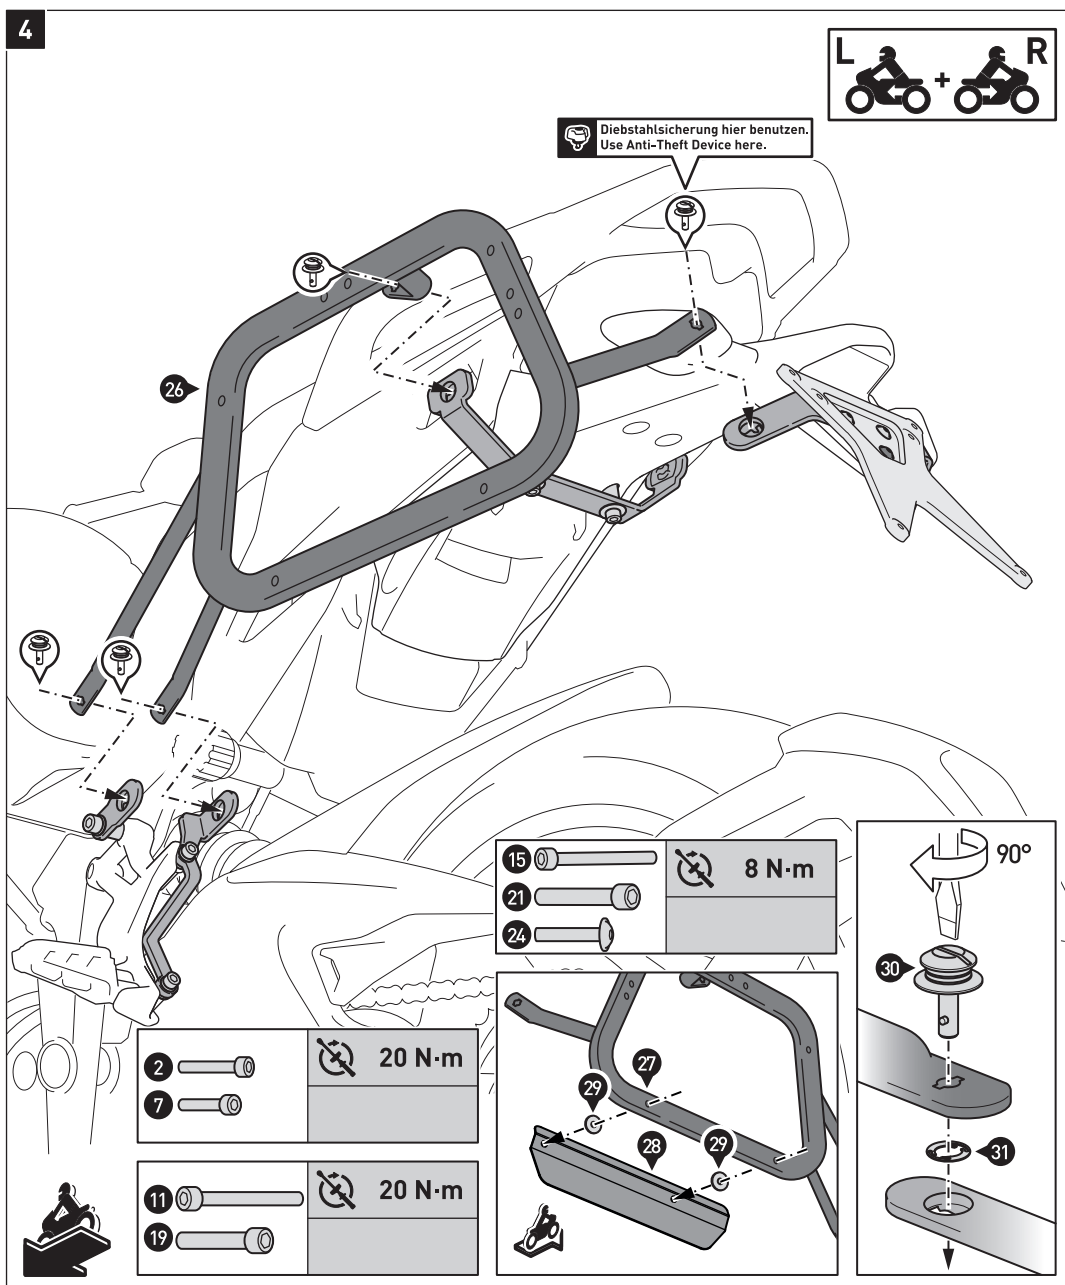 4
L + R
Diebstahlsicherung hier benutzen.
Use Anti-Theft Device here.
26
15
21
24
8 N·m
90°
30
31
2
7
20 N·m
11
19
20 N·m
27
29
28
29